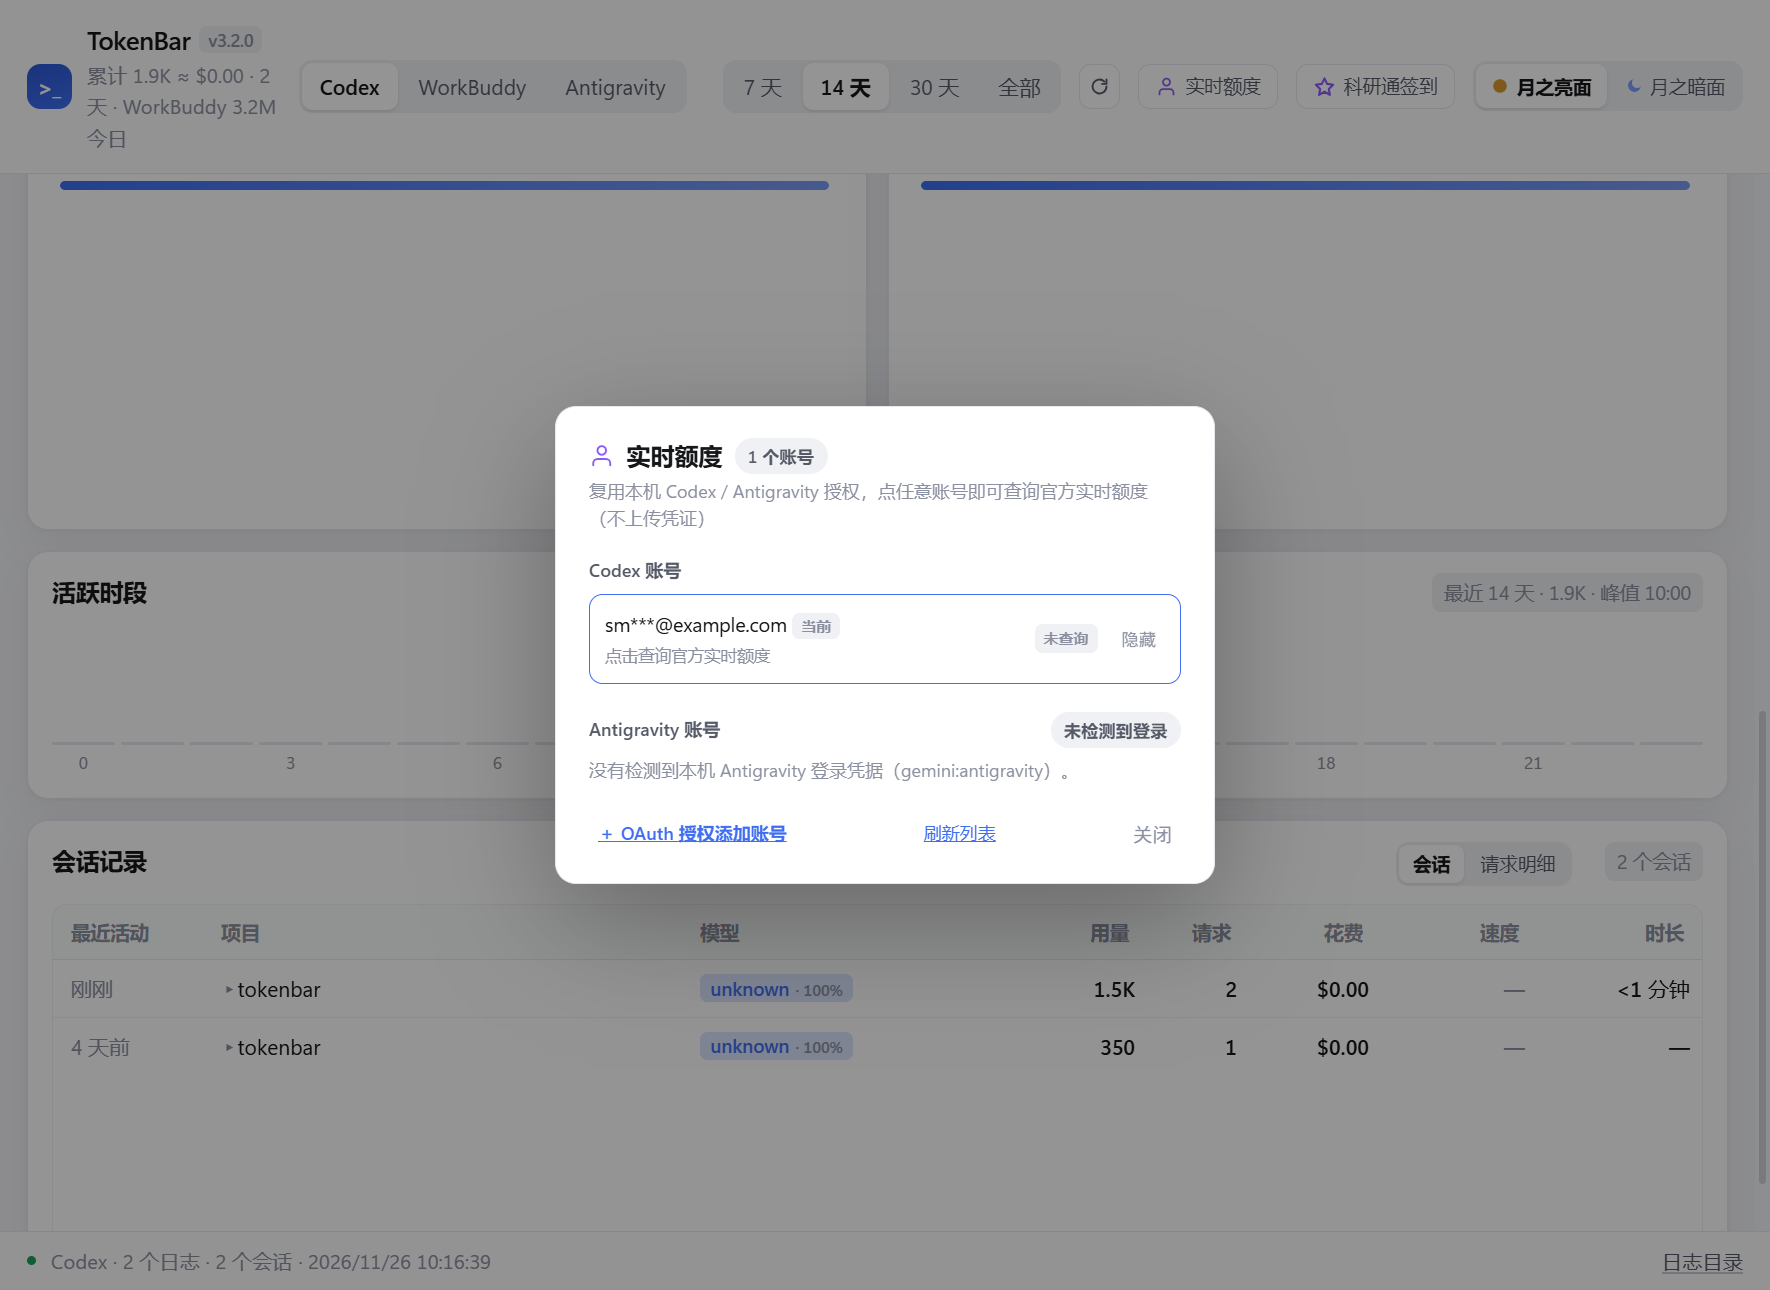 TokenBar v3.2.0
累计 1.9K ≈ $0.00 · 2
天 · WorkBuddy 3.2M
今日
>_
Codex WorkBuddy Antigravity
7 天 14 天 30 天 全部
实时额度
科研通签到
月之亮面 月之暗面
实时额度 1 个账号
复用本机 Codex / Antigravity 授权，点任意账号即可查询官方实时额度
（不上传凭证）
Codex 账号
sm***@example.com 当前
点击查询官方实时额度
未查询 隐藏
Antigravity 账号 未检测到登录
没有检测到本机 Antigravity 登录凭据（gemini:antigravity）。
+ OAuth 授权添加账号 刷新列表 关闭
活跃时段 最近 14 天 · 1.9K · 峰值 10:00
0 3 6 18 21
会话记录 会话 请求明细 2 个会话
最近活动 项目 模型 用量 请求 花费 速度 时长
刚刚 ▸ tokenbar unknown · 100% 1.5K 2 $0.00 — <1 分钟
4 天前 ▸ tokenbar unknown · 100% 350 1 $0.00 — —
Codex · 2 个日志 · 2 个会话 · 2026/11/26 10:16:39 日志目录